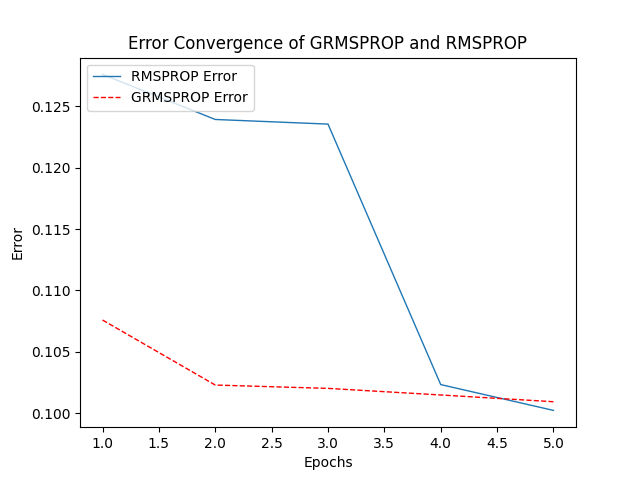 Error Convergence of GRMSPROP and RMSPROP
RMSPROP Error
GRMSPROP Error
0.125
0.120
0.115
0.110
0.105
0.100
Error
1.0 1.5 2.0 2.5 3.0 3.5 4.0 4.5 5.0
Epochs